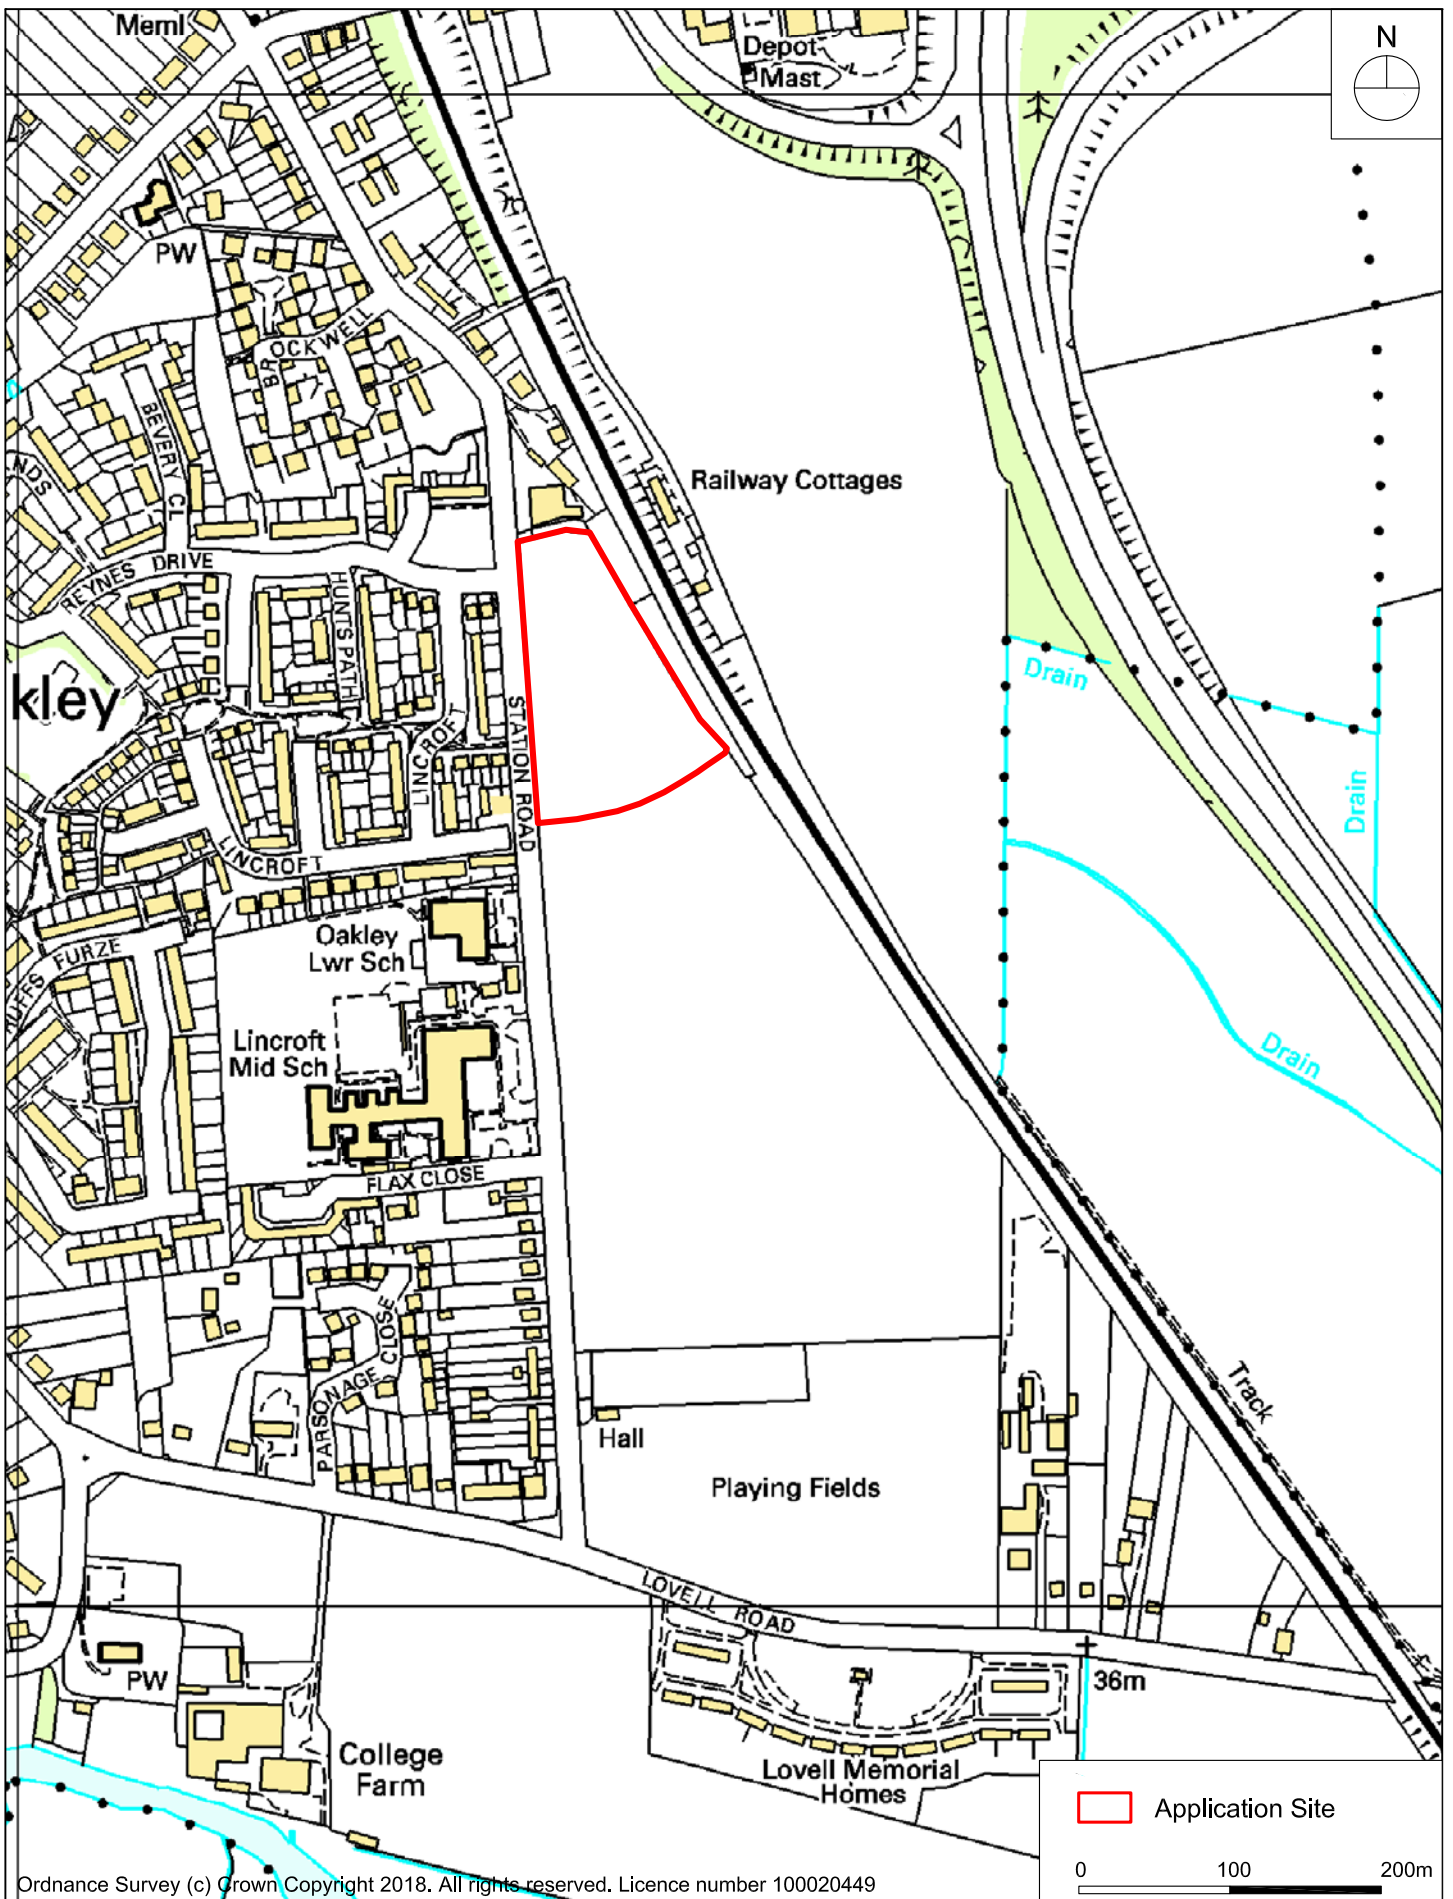 Meml
Depot
Mast
N
PW
BROCKWELL
BEVERY CL
NDS
Railway Cottages
REYNES DRIVE
HUNTS PATH
kley
Drain
STATION ROAD
LINCROFT
Drain
LINCROFT
Oakley
Lwr Sch
RUFFS FURZE
Lincroft
Mid Sch
Drain
FLAX CLOSE
PARSONAGE CLOSE
Track
Hall
Playing Fields
LOVELL ROAD
PW
36m
College
Farm
Lovell Memorial
Homes
Application Site
0 100 200m
Ordnance Survey (c) Crown Copyright 2018. All rights reserved. Licence number 100020449